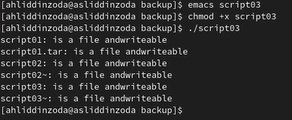 [ahliddinzoda@asliddinzoda backup]$ emacs script03
[ahliddinzoda@asliddinzoda backup]$ chmod +x script03
[ahliddinzoda@asliddinzoda backup]$ ./script03
script01: is a file andwriteable
script01.tar: is a file andwriteable
script02: is a file andwriteable
script02~: is a file andwriteable
script03: is a file andwriteable
script03~: is a file andwriteable
[ahliddinzoda@asliddinzoda backup]$